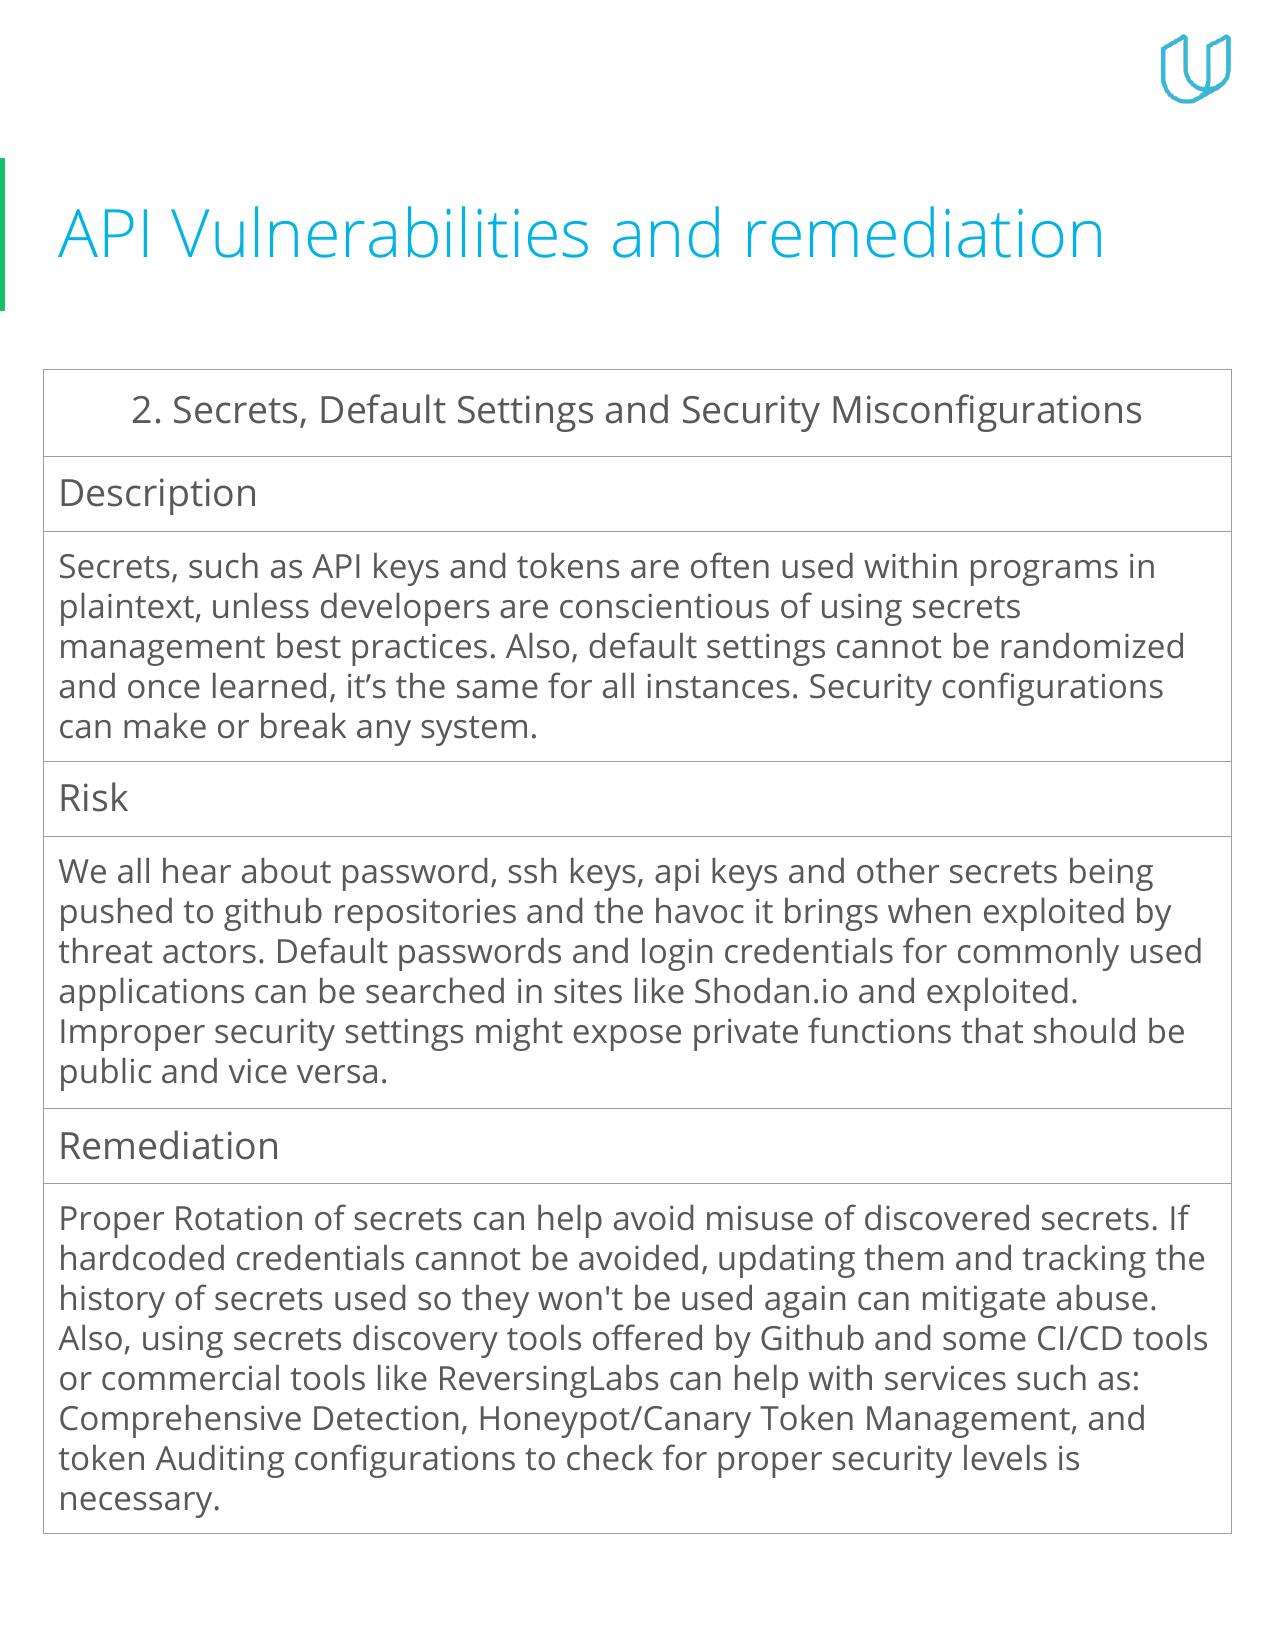 API Vulnerabilities and remediation
2. Secrets, Default Settings and Security Misconfigurations
Description
Secrets, such as API keys and tokens are often used within programs in
plaintext, unless developers are conscientious of using secrets
management best practices. Also, default settings cannot be randomized
and once learned, it’s the same for all instances. Security configurations
can make or break any system.
Risk
We all hear about password, ssh keys, api keys and other secrets being
pushed to github repositories and the havoc it brings when exploited by
threat actors. Default passwords and login credentials for commonly used
applications can be searched in sites like Shodan.io and exploited.
Improper security settings might expose private functions that should be
public and vice versa.
Remediation
Proper Rotation of secrets can help avoid misuse of discovered secrets. If
hardcoded credentials cannot be avoided, updating them and tracking the
history of secrets used so they won't be used again can mitigate abuse.
Also, using secrets discovery tools offered by Github and some CI/CD tools
or commercial tools like ReversingLabs can help with services such as:
Comprehensive Detection, Honeypot/Canary Token Management, and
token Auditing configurations to check for proper security levels is
necessary.